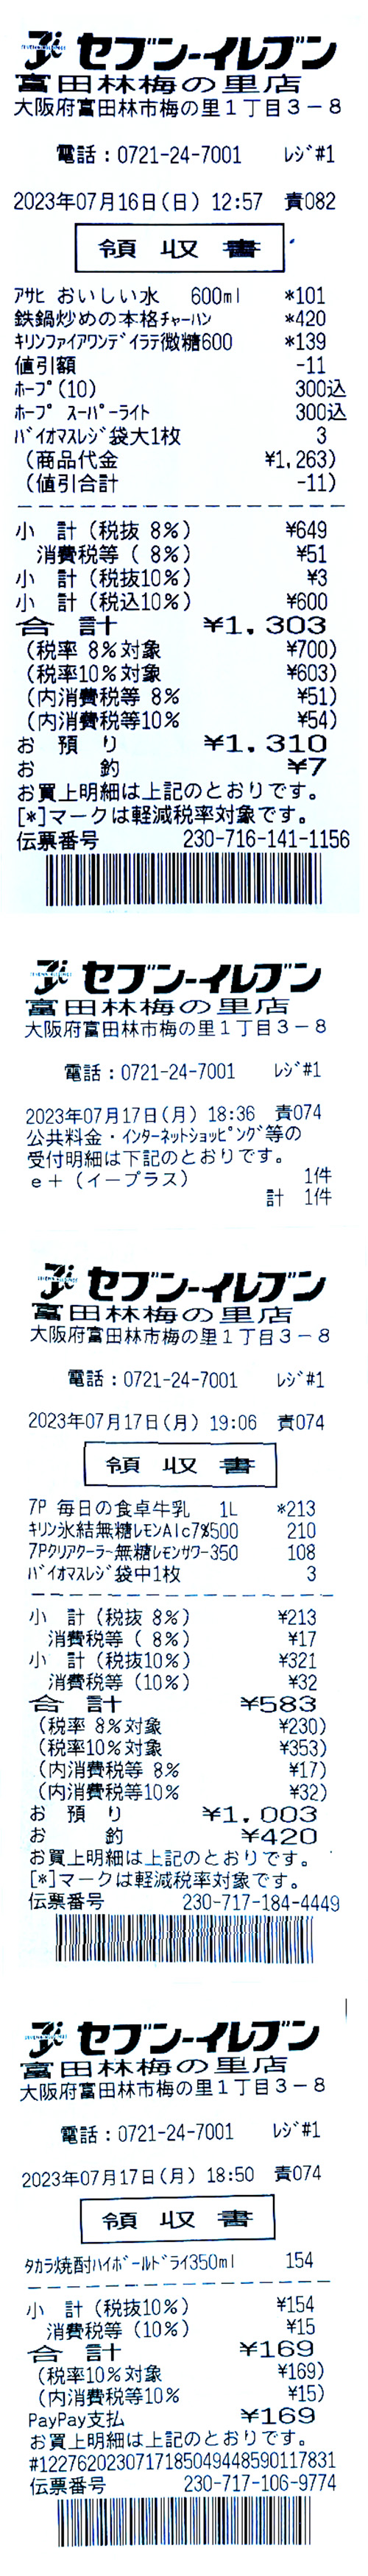 セブン-イレブン
富田林梅の里店
大阪府富田林市梅の里1丁目3-8
電話:0721-24-7001 レジ#1
2023年07月16日(日) 12:57 責082
領 収 書
アサヒ おいしい水 600ml *101
鉄鍋炒めの本格チャーハン *420
キリンファイアワンデイラテ微糖600 *139
値引額 -11
ホープ(10) 300込
ホープ スーパーライト 300込
バイオマスレジ袋大1枚 3
(商品代金 ¥1,263)
(値引合計 -11)
小 計(税抜 8%) ¥649
消費税等( 8%) ¥51
小 計(税抜10%) ¥3
小 計(税込10%) ¥600
合 計 ¥1,303
(税率 8%対象 ¥700)
(税率10%対象 ¥603)
(内消費税等 8% ¥51)
(内消費税等10% ¥54)
お 預 り ¥1,310
お 釣 ¥7
お買上明細は上記のとおりです。
[*]マークは軽減税率対象です。
伝票番号 230-716-141-1156
セブン-イレブン
富田林梅の里店
大阪府富田林市梅の里1丁目3-8
電話:0721-24-7001 レジ#1
2023年07月17日(月) 18:36 責074
公共料金・インターネットショッピング等の
受付明細は下記のとおりです。
e+(イープラス) 1件
計 1件
セブン-イレブン
富田林梅の里店
大阪府富田林市梅の里1丁目3-8
電話:0721-24-7001 レジ#1
2023年07月17日(月) 19:06 責074
領 収 書
7P 毎日の食卓牛乳 1L *213
キリン氷結無糖レモンAlc7%500 210
7Pクリアクーラー無糖レモンサワー350 108
バイオマスレジ袋中1枚 3
小 計(税抜 8%) ¥213
消費税等( 8%) ¥17
小 計(税抜10%) ¥321
消費税等(10%) ¥32
合 計 ¥583
(税率 8%対象 ¥230)
(税率10%対象 ¥353)
(内消費税等 8% ¥17)
(内消費税等10% ¥32)
お 預 り ¥1,003
お 釣 ¥420
お買上明細は上記のとおりです。
[*]マークは軽減税率対象です。
伝票番号 230-717-184-4449
セブン-イレブン
富田林梅の里店
大阪府富田林市梅の里1丁目3-8
電話:0721-24-7001 レジ#1
2023年07月17日(月) 18:50 責074
領 収 書
タカラ焼酎ハイボールドライ350ml 154
小 計(税抜10%) ¥154
消費税等(10%) ¥15
合 計 ¥169
(税率10%対象 ¥169)
(内消費税等10% ¥15)
PayPay支払 ¥169
お買上明細は上記のとおりです。
#122762023071718504944859011​7831
伝票番号 230-717-106-9774